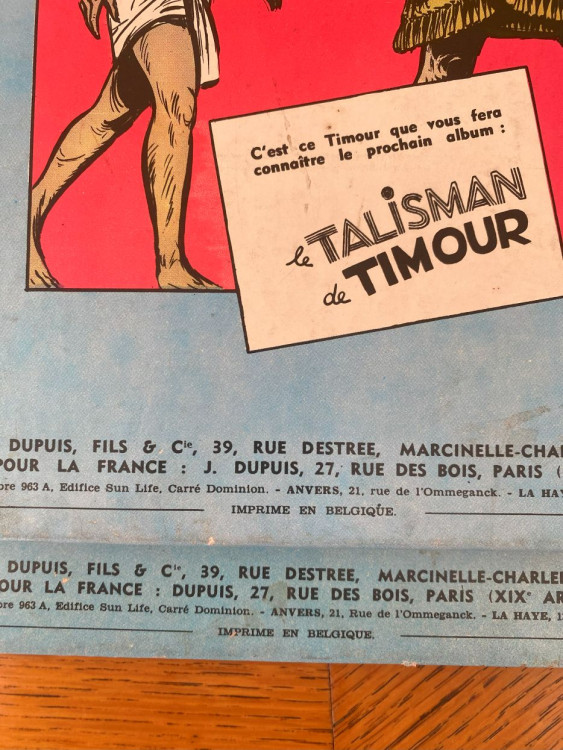 C'est ce Timour que vous fera
connaître le prochain album :
le TALiSMAN
de TIMOUR
DUPUIS, FILS & Cie, 39, RUE DESTREE, MARCINELLE-CHAR
POUR LA FRANCE : J. DUPUIS, 27, RUE DES BOIS, PARIS (
963 A, Edifice Sun Life, Carré Dominion. - ANVERS, 21, rue de l'Ommeganck. - LA HAY
IMPRIME EN BELGIQUE.
DUPUIS, FILS & Cie, 39, RUE DESTREE, MARCINELLE-CHARLE
OUR LA FRANCE : DUPUIS, 27, RUE DES BOIS, PARIS (XIXe AR
963 A, Edifice Sun Life, Carré Dominion. - ANVERS, 21, Rue de l'Ommeganck. - LA HAYE, 1
IMPRIME EN BELGIQUE.